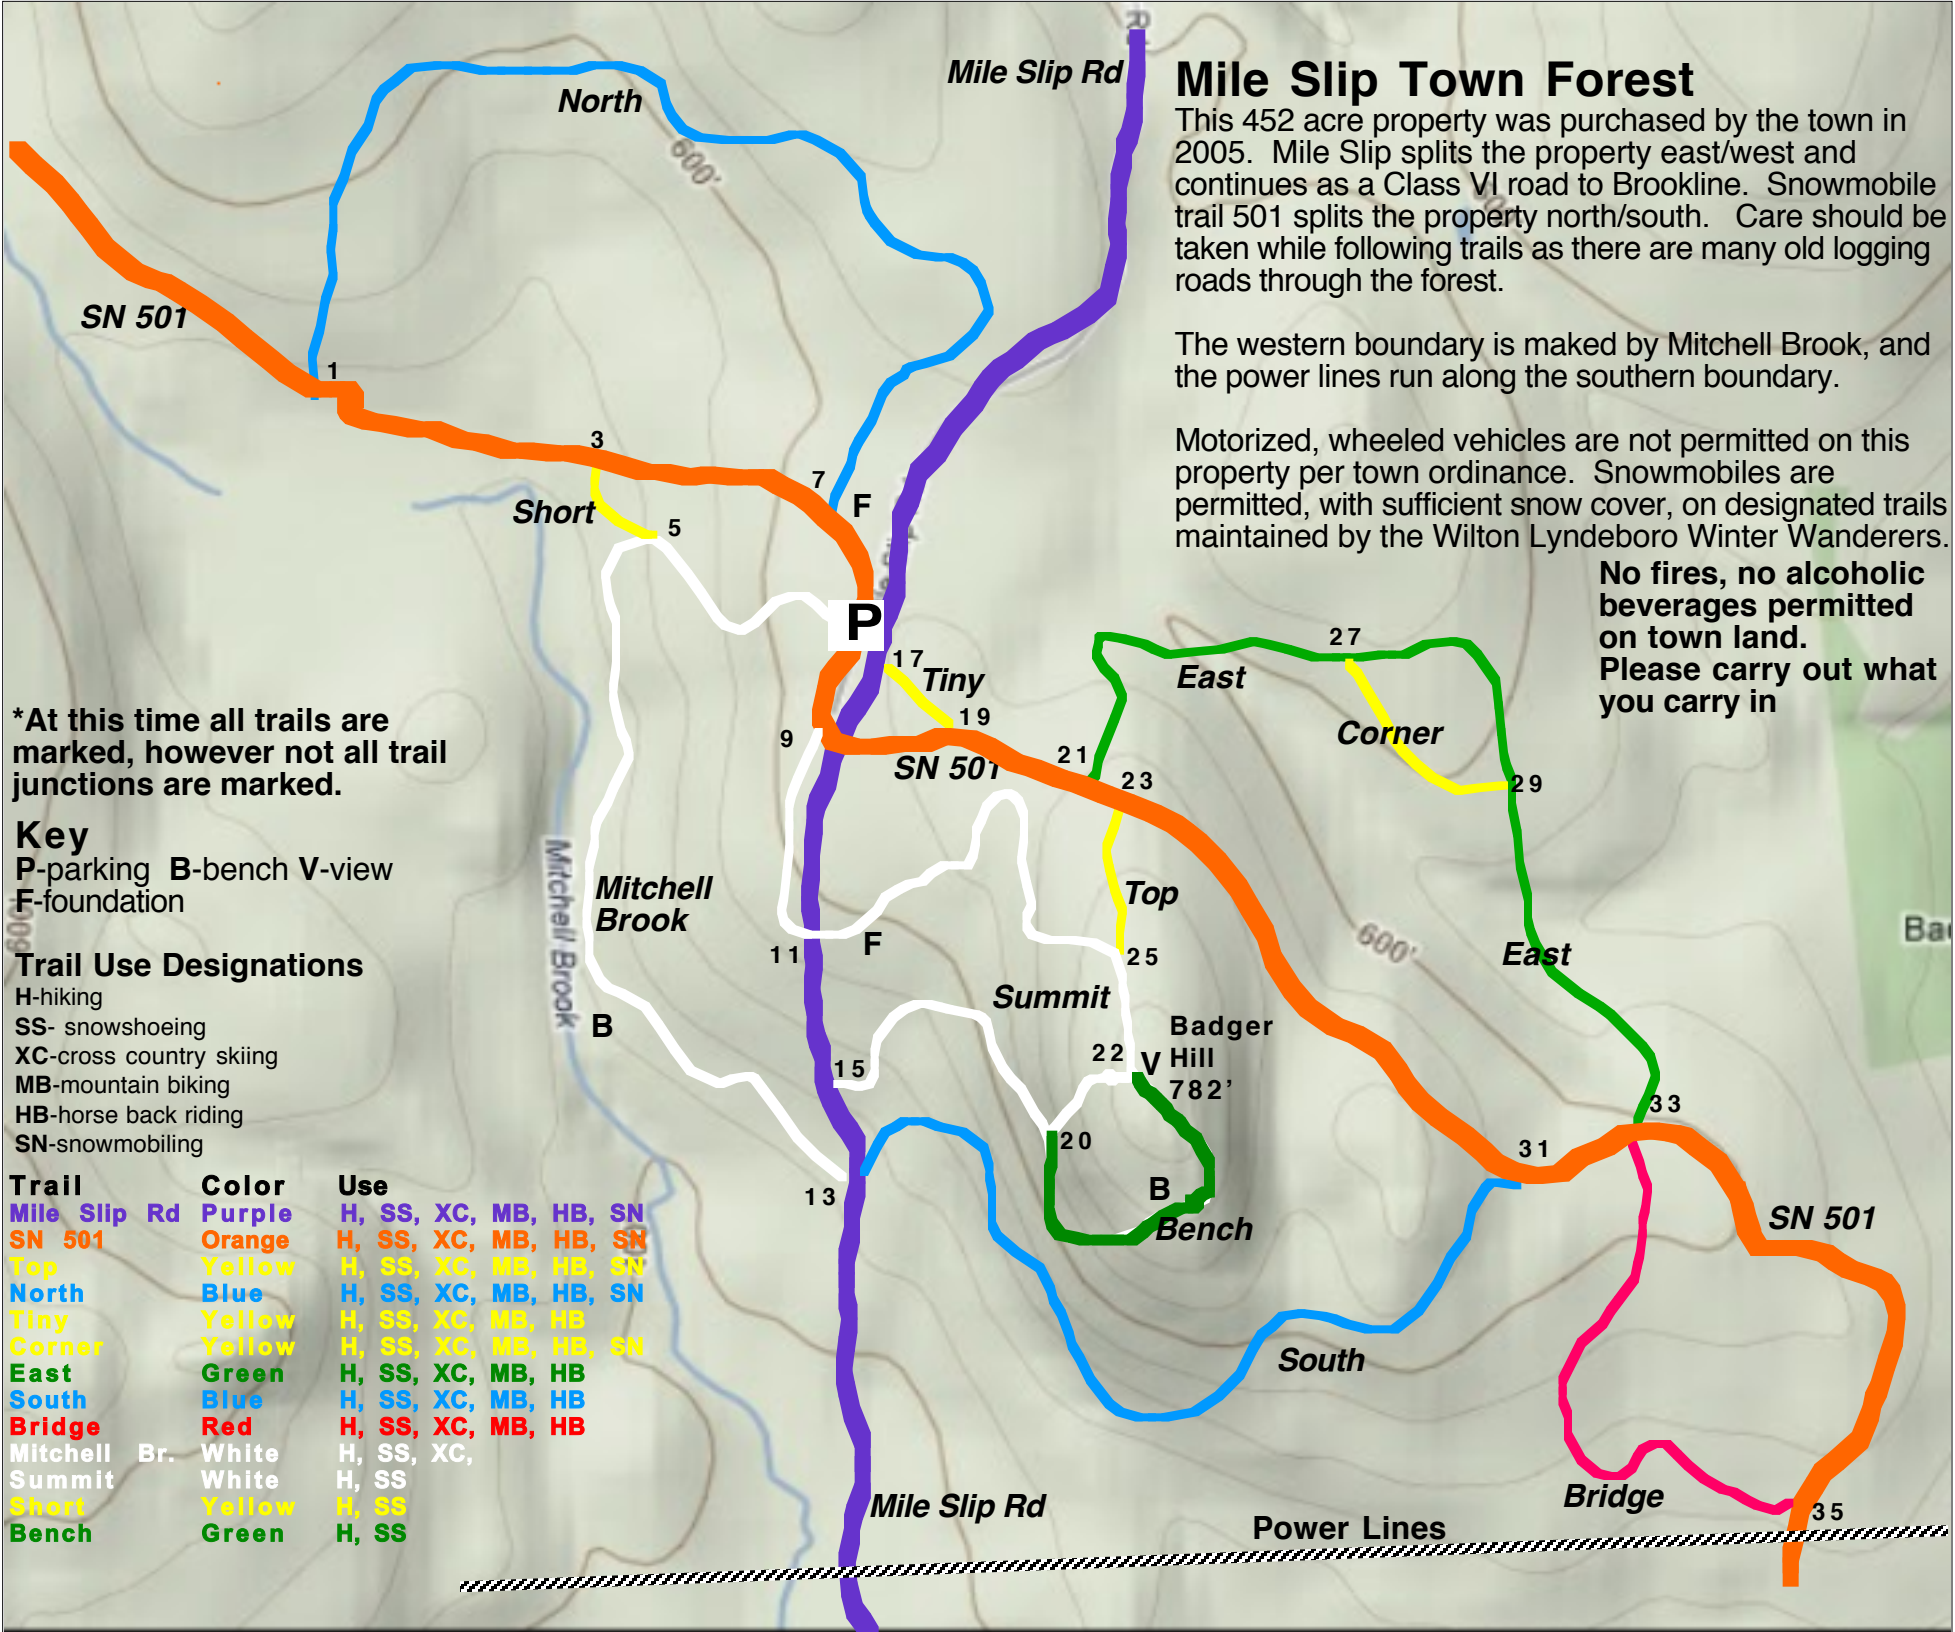 Rd
Mile Slip Rd
Mile Slip Town Forest
This 452 acre property was purchased by the town in
2005. Mile Slip splits the property east/west and
continues as a Class VI road to Brookline. Snowmobile
trail 501 splits the property north/south. Care should be
taken while following trails as there are many old logging
roads through the forest.
The western boundary is maked by Mitchell Brook, and
the power lines run along the southern boundary.
Motorized, wheeled vehicles are not permitted on this
property per town ordinance. Snowmobiles are
permitted, with sufficient snow cover, on designated trails
maintained by the Wilton Lyndeboro Winter Wanderers.
No fires, no alcoholic
beverages permitted
on town land.
Please carry out what
you carry in
North
600'
SN 501
1
3
7
F
Short
5
P
17
Tiny
19
9
SN 501
21
23
East
27
Corner
29
*At this time all trails are
marked, however not all trail
junctions are marked.
Key
P-parking B-bench V-view
F-foundation
600'
Mitchell
Brook
Mitchell Brook
11
F
Top
25
600'
East
Bad
Trail Use Designations
H-hiking
SS- snowshoeing
XC-cross country skiing
MB-mountain biking
HB-horse back riding
SN-snowmobiling
B
Summit
15
22
V
Badger
Hill
782'
20
B
Bench
13
31
33
SN 501
South
Bridge
35
Mile Slip Rd
Power Lines
Trail Color Use
Mile Slip Rd Purple H, SS, XC, MB, HB, SN
SN 501 Orange H, SS, XC, MB, HB, SN
Top Yellow H, SS, XC, MB, HB, SN
North Blue H, SS, XC, MB, HB, SN
Tiny Yellow H, SS, XC, MB, HB
Corner Yellow H, SS, XC, MB, HB, SN
East Green H, SS, XC, MB, HB
South Blue H, SS, XC, MB, HB
Bridge Red H, SS, XC, MB, HB
Mitchell Br. White H, SS, XC,
Summit White H, SS
Short Yellow H, SS
Bench Green H, SS